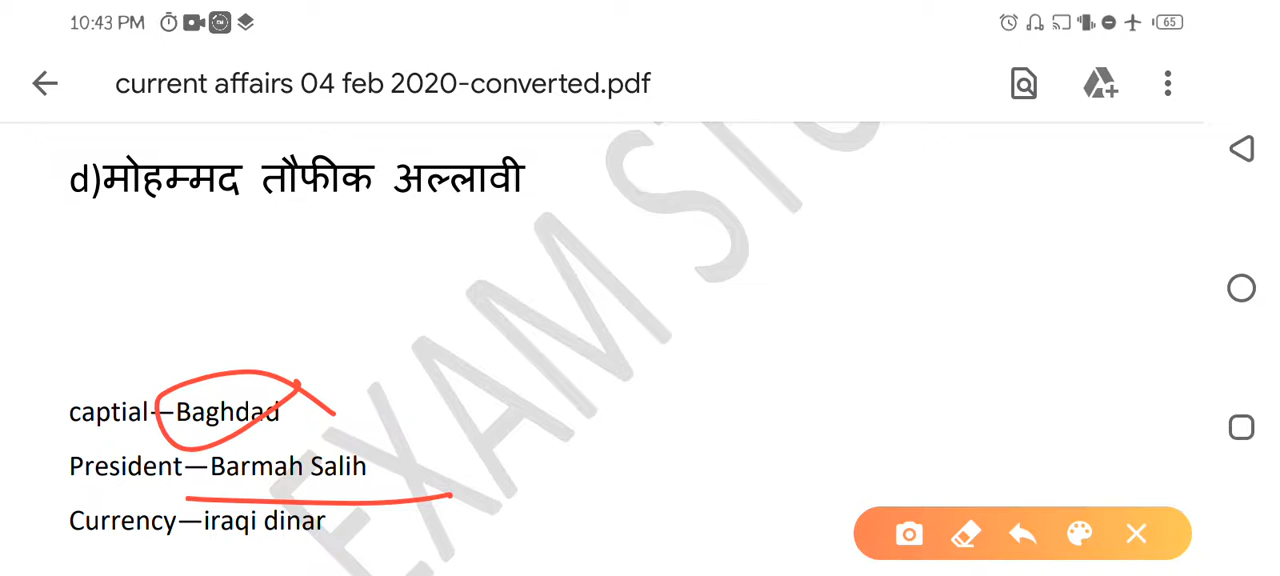 10:43 PM
65
current affairs 04 feb 2020-converted.pdf
d)मोहम्मद तौफीक अल्लावी
EXAM
captial—Baghdad
President—Barmah Salih
Currency—iraqi dinar